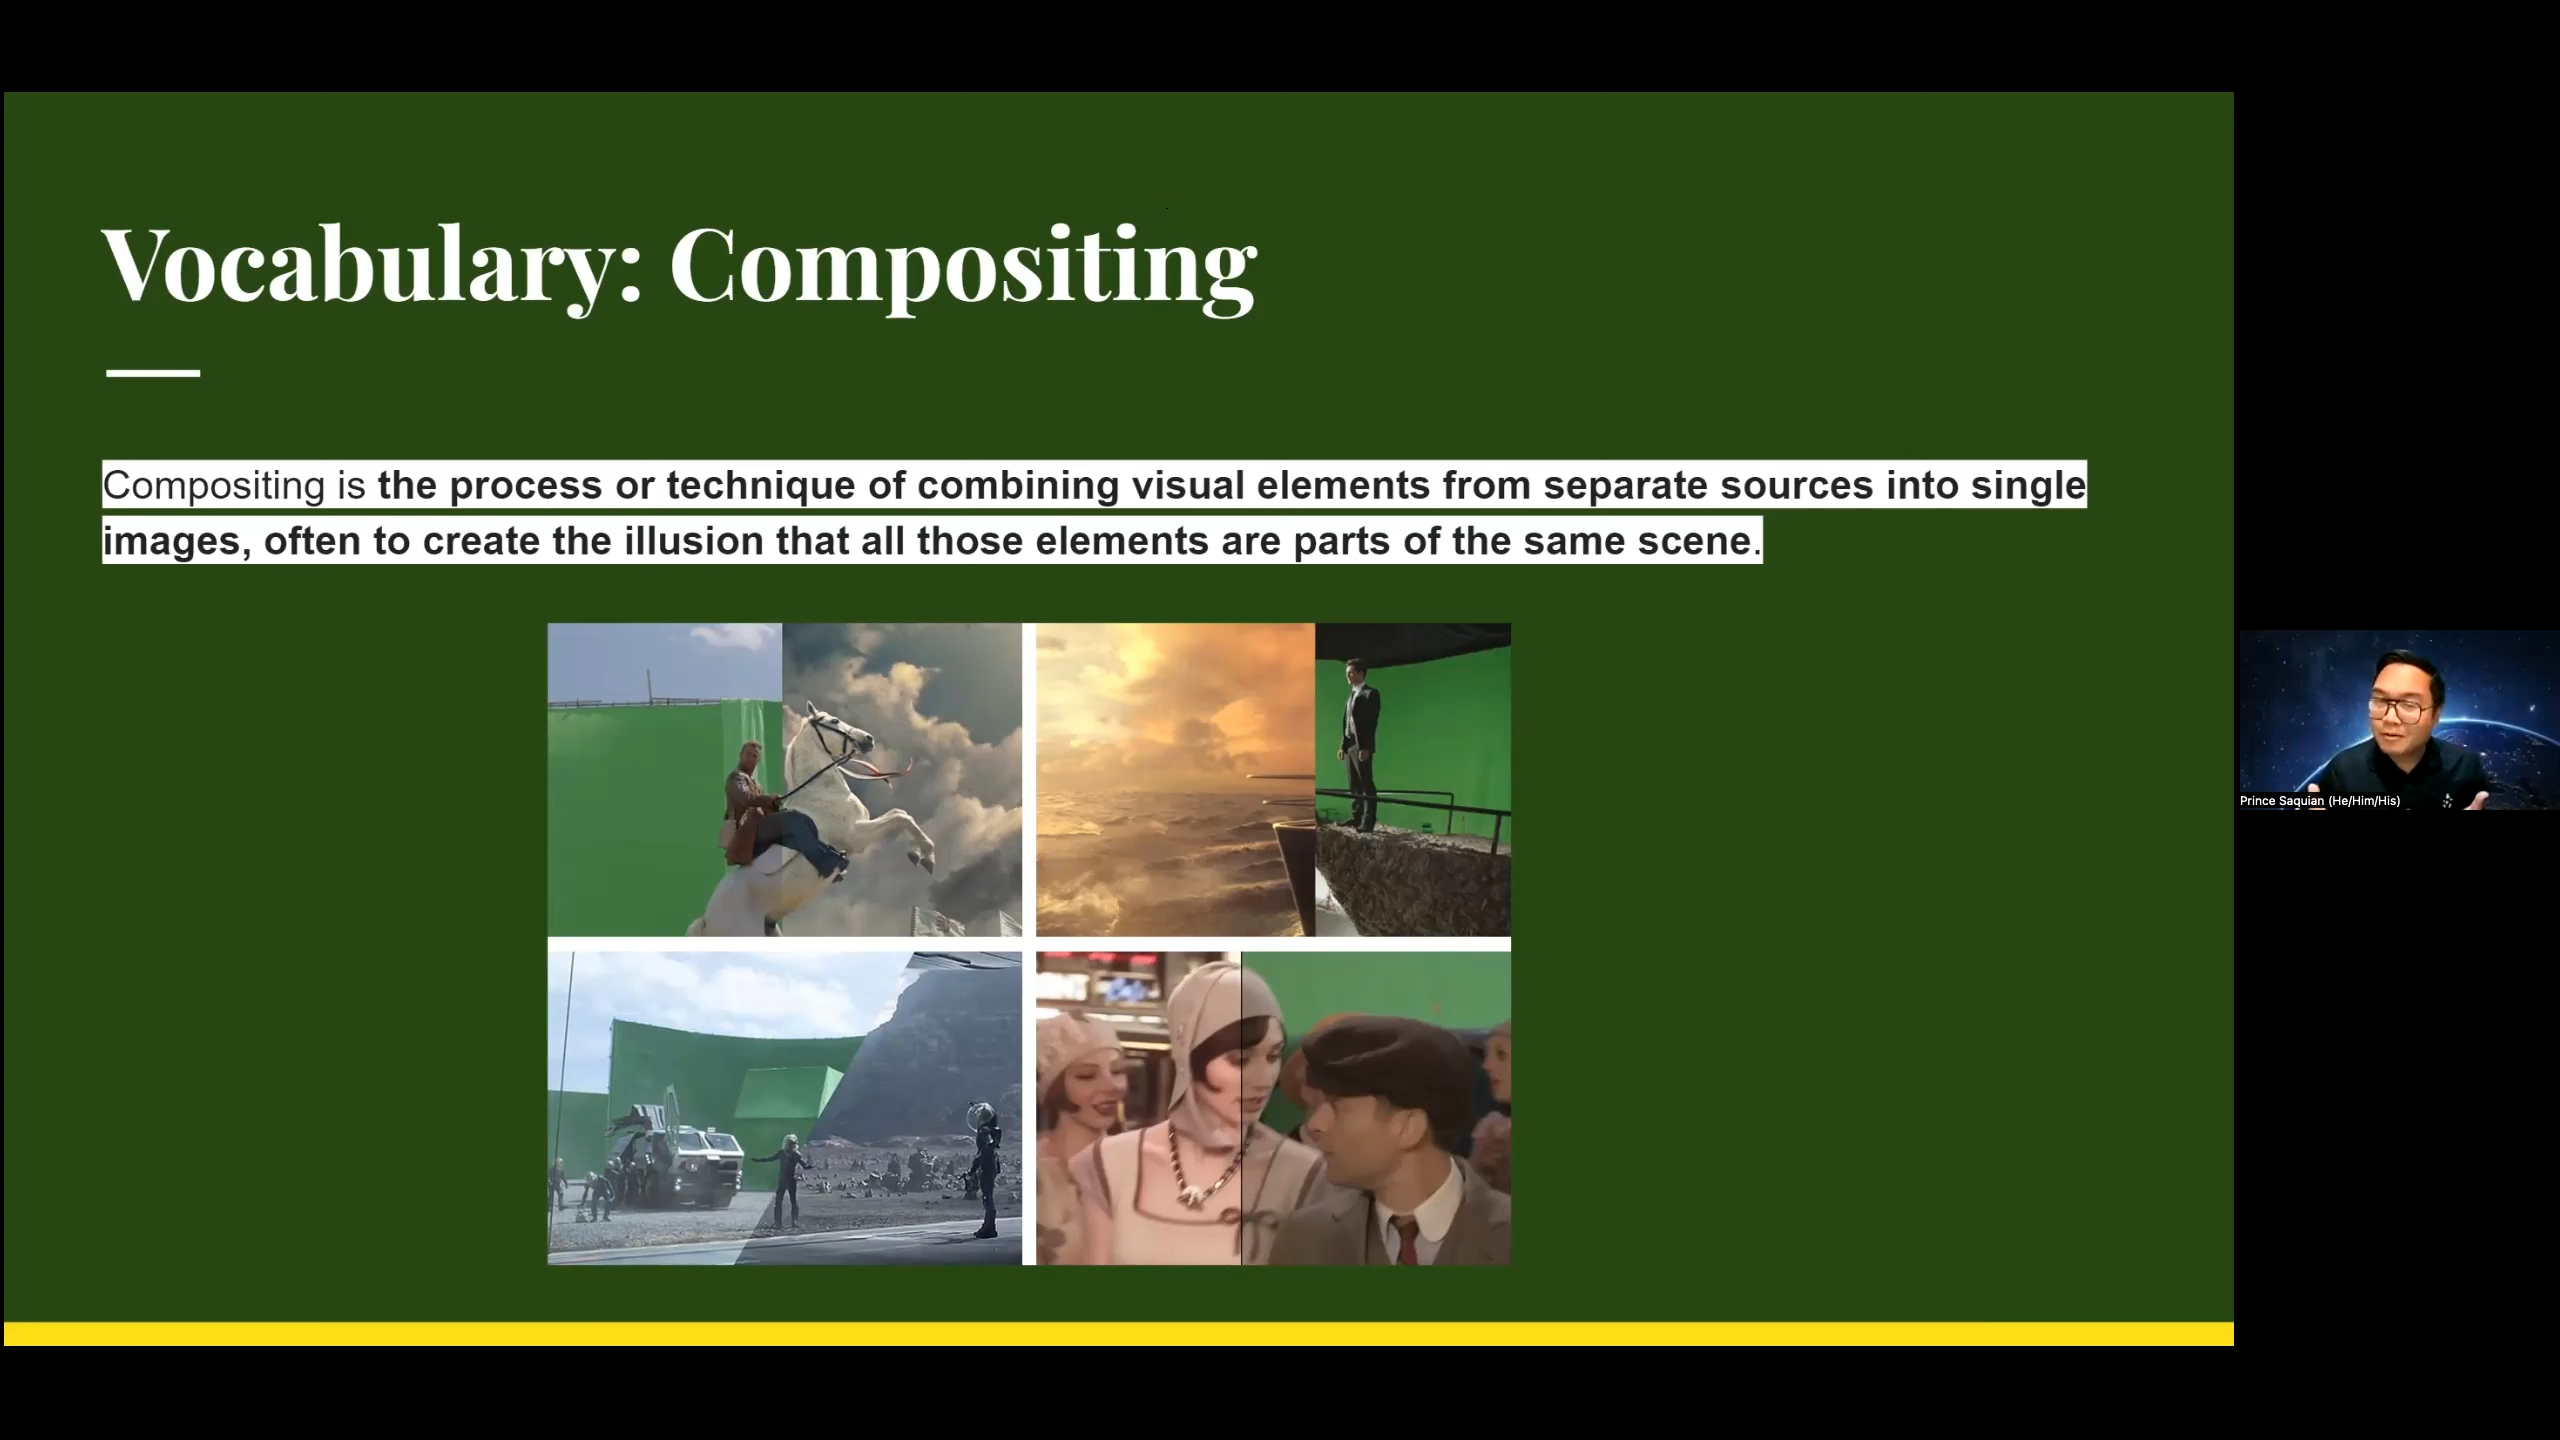 Vocabulary: Compositing
Compositing is the process or technique of combining visual elements from separate sources into single
images, often to create the illusion that all those elements are parts of the same scene.
Prince Saquian (He/Him/His)